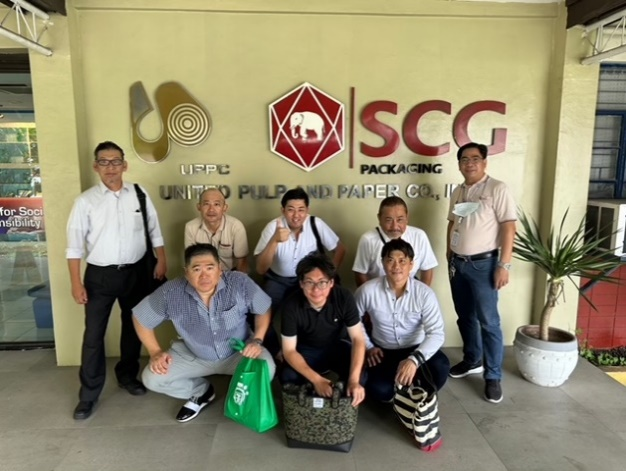 UPPC
SCG
PACKAGING
UNITED PULP AND PAPER CO., IN
for Soci
nsibility